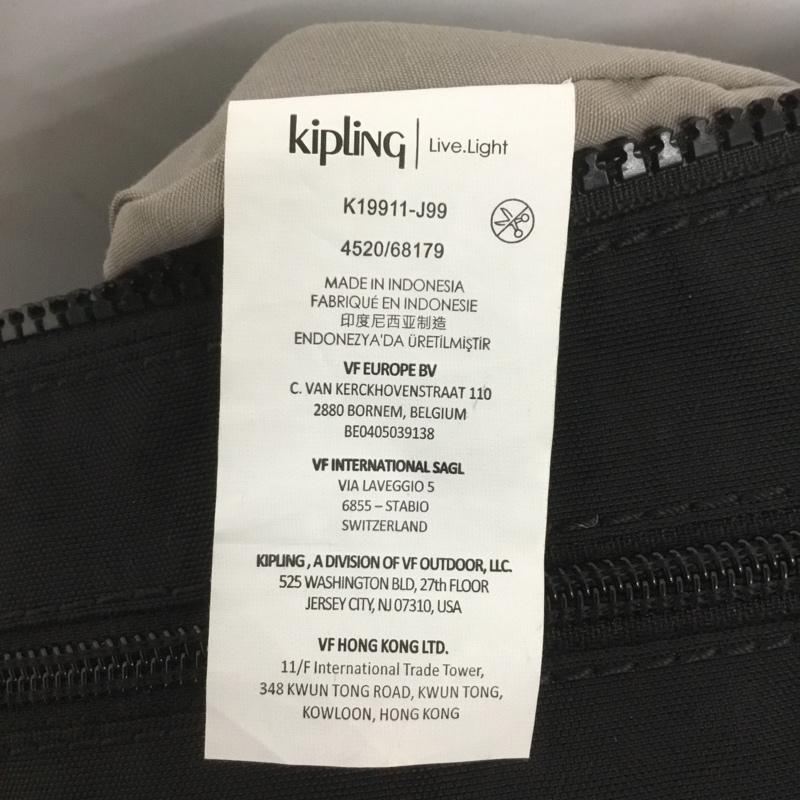 kipling | Live.Light
K19911-J99
4520/68179
MADE IN INDONESIA
FABRIQUÉ EN INDONESIE
印度尼西亚制造
ENDONEZYA'DA ÜRETİLMİŞTİR
VF EUROPE BV
C. VAN KERCKHOVENSTRAAT 110
2880 BORNEM, BELGIUM
BE0405039138
VF INTERNATIONAL SAGL
VIA LAVEGGIO 5
6855 – STABIO
SWITZERLAND
KIPLING , A DIVISION OF VF OUTDOOR, LLC.
525 WASHINGTON BLD, 27th FLOOR
JERSEY CITY, NJ 07310, USA
VF HONG KONG LTD.
11/F International Trade Tower,
348 KWUN TONG ROAD, KWUN TONG,
KOWLOON, HONG KONG